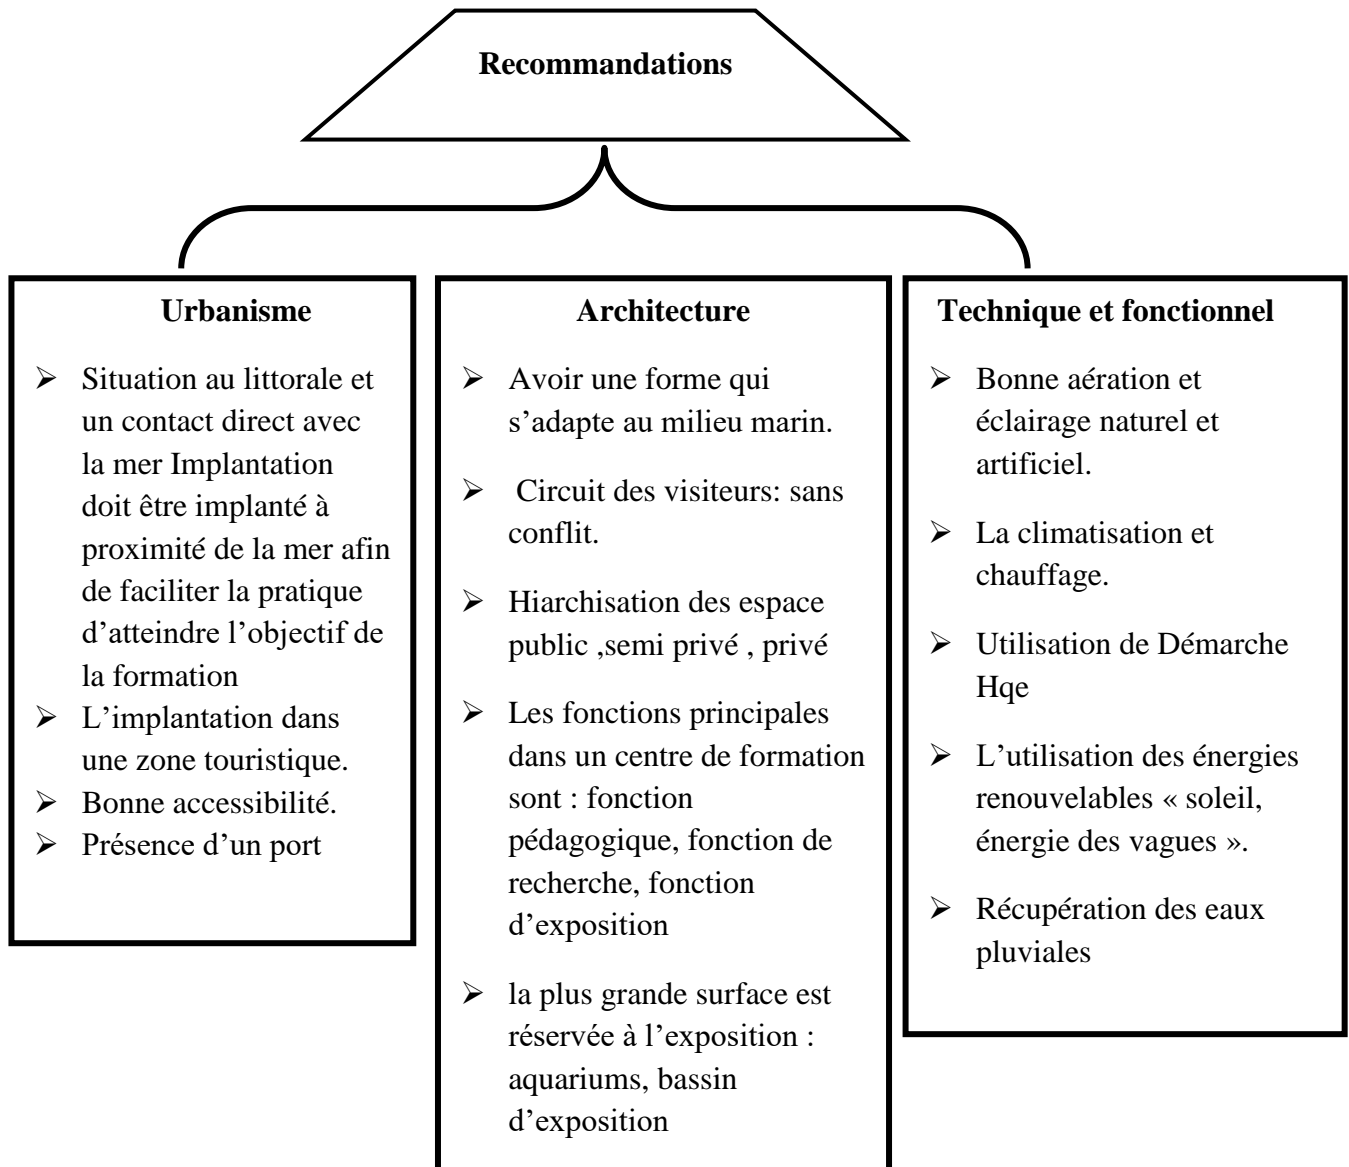 Recommandations
Urbanisme
➢ Situation au littorale et
un contact direct avec
la mer Implantation
doit être implanté à
proximité de la mer afin
de faciliter la pratique
d’atteindre l’objectif de
la formation
➢ L’implantation dans
une zone touristique.
➢ Bonne accessibilité.
➢ Présence d’un port
Architecture
➢ Avoir une forme qui
s’adapte au milieu marin.
➢ Circuit des visiteurs: sans
conflit.
➢ Hiarchisation des espace
public ,semi privé , privé
➢ Les fonctions principales
dans un centre de formation
sont : fonction
pédagogique, fonction de
recherche, fonction
d’exposition
➢ la plus grande surface est
réservée à l’exposition :
aquariums, bassin
d’exposition
Technique et fonctionnel
➢ Bonne aération et
éclairage naturel et
artificiel.
➢ La climatisation et
chauffage.
➢ Utilisation de Démarche
Hqe
➢ L’utilisation des énergies
renouvelables « soleil,
énergie des vagues ».
➢ Récupération des eaux
pluviales